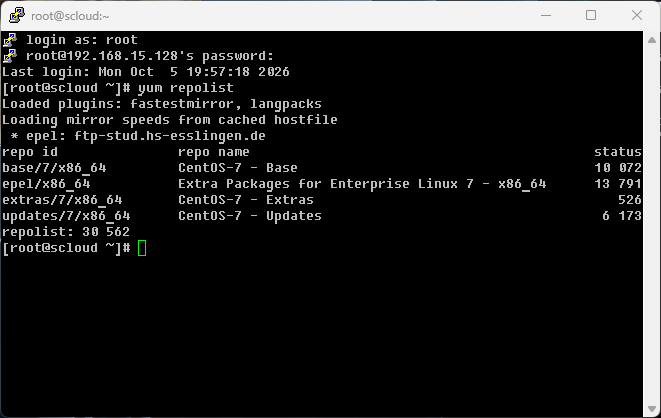 root@scloud:~
login as: root
root@192.168.15.128's password:
Last login: Mon Oct  5 19:57:18 2026
[root@scloud ~]# yum repolist
Loaded plugins: fastestmirror, langpacks
Loading mirror speeds from cached hostfile
 * epel: ftp-stud.hs-esslingen.de
repo id                repo name                                          status
base/7/x86_64          CentOS-7 - Base                                    10 072
epel/x86_64            Extra Packages for Enterprise Linux 7 - x86_64     13 791
extras/7/x86_64        CentOS-7 - Extras                                     526
updates/7/x86_64       CentOS-7 - Updates                                  6 173
repolist: 30 562
[root@scloud ~]#